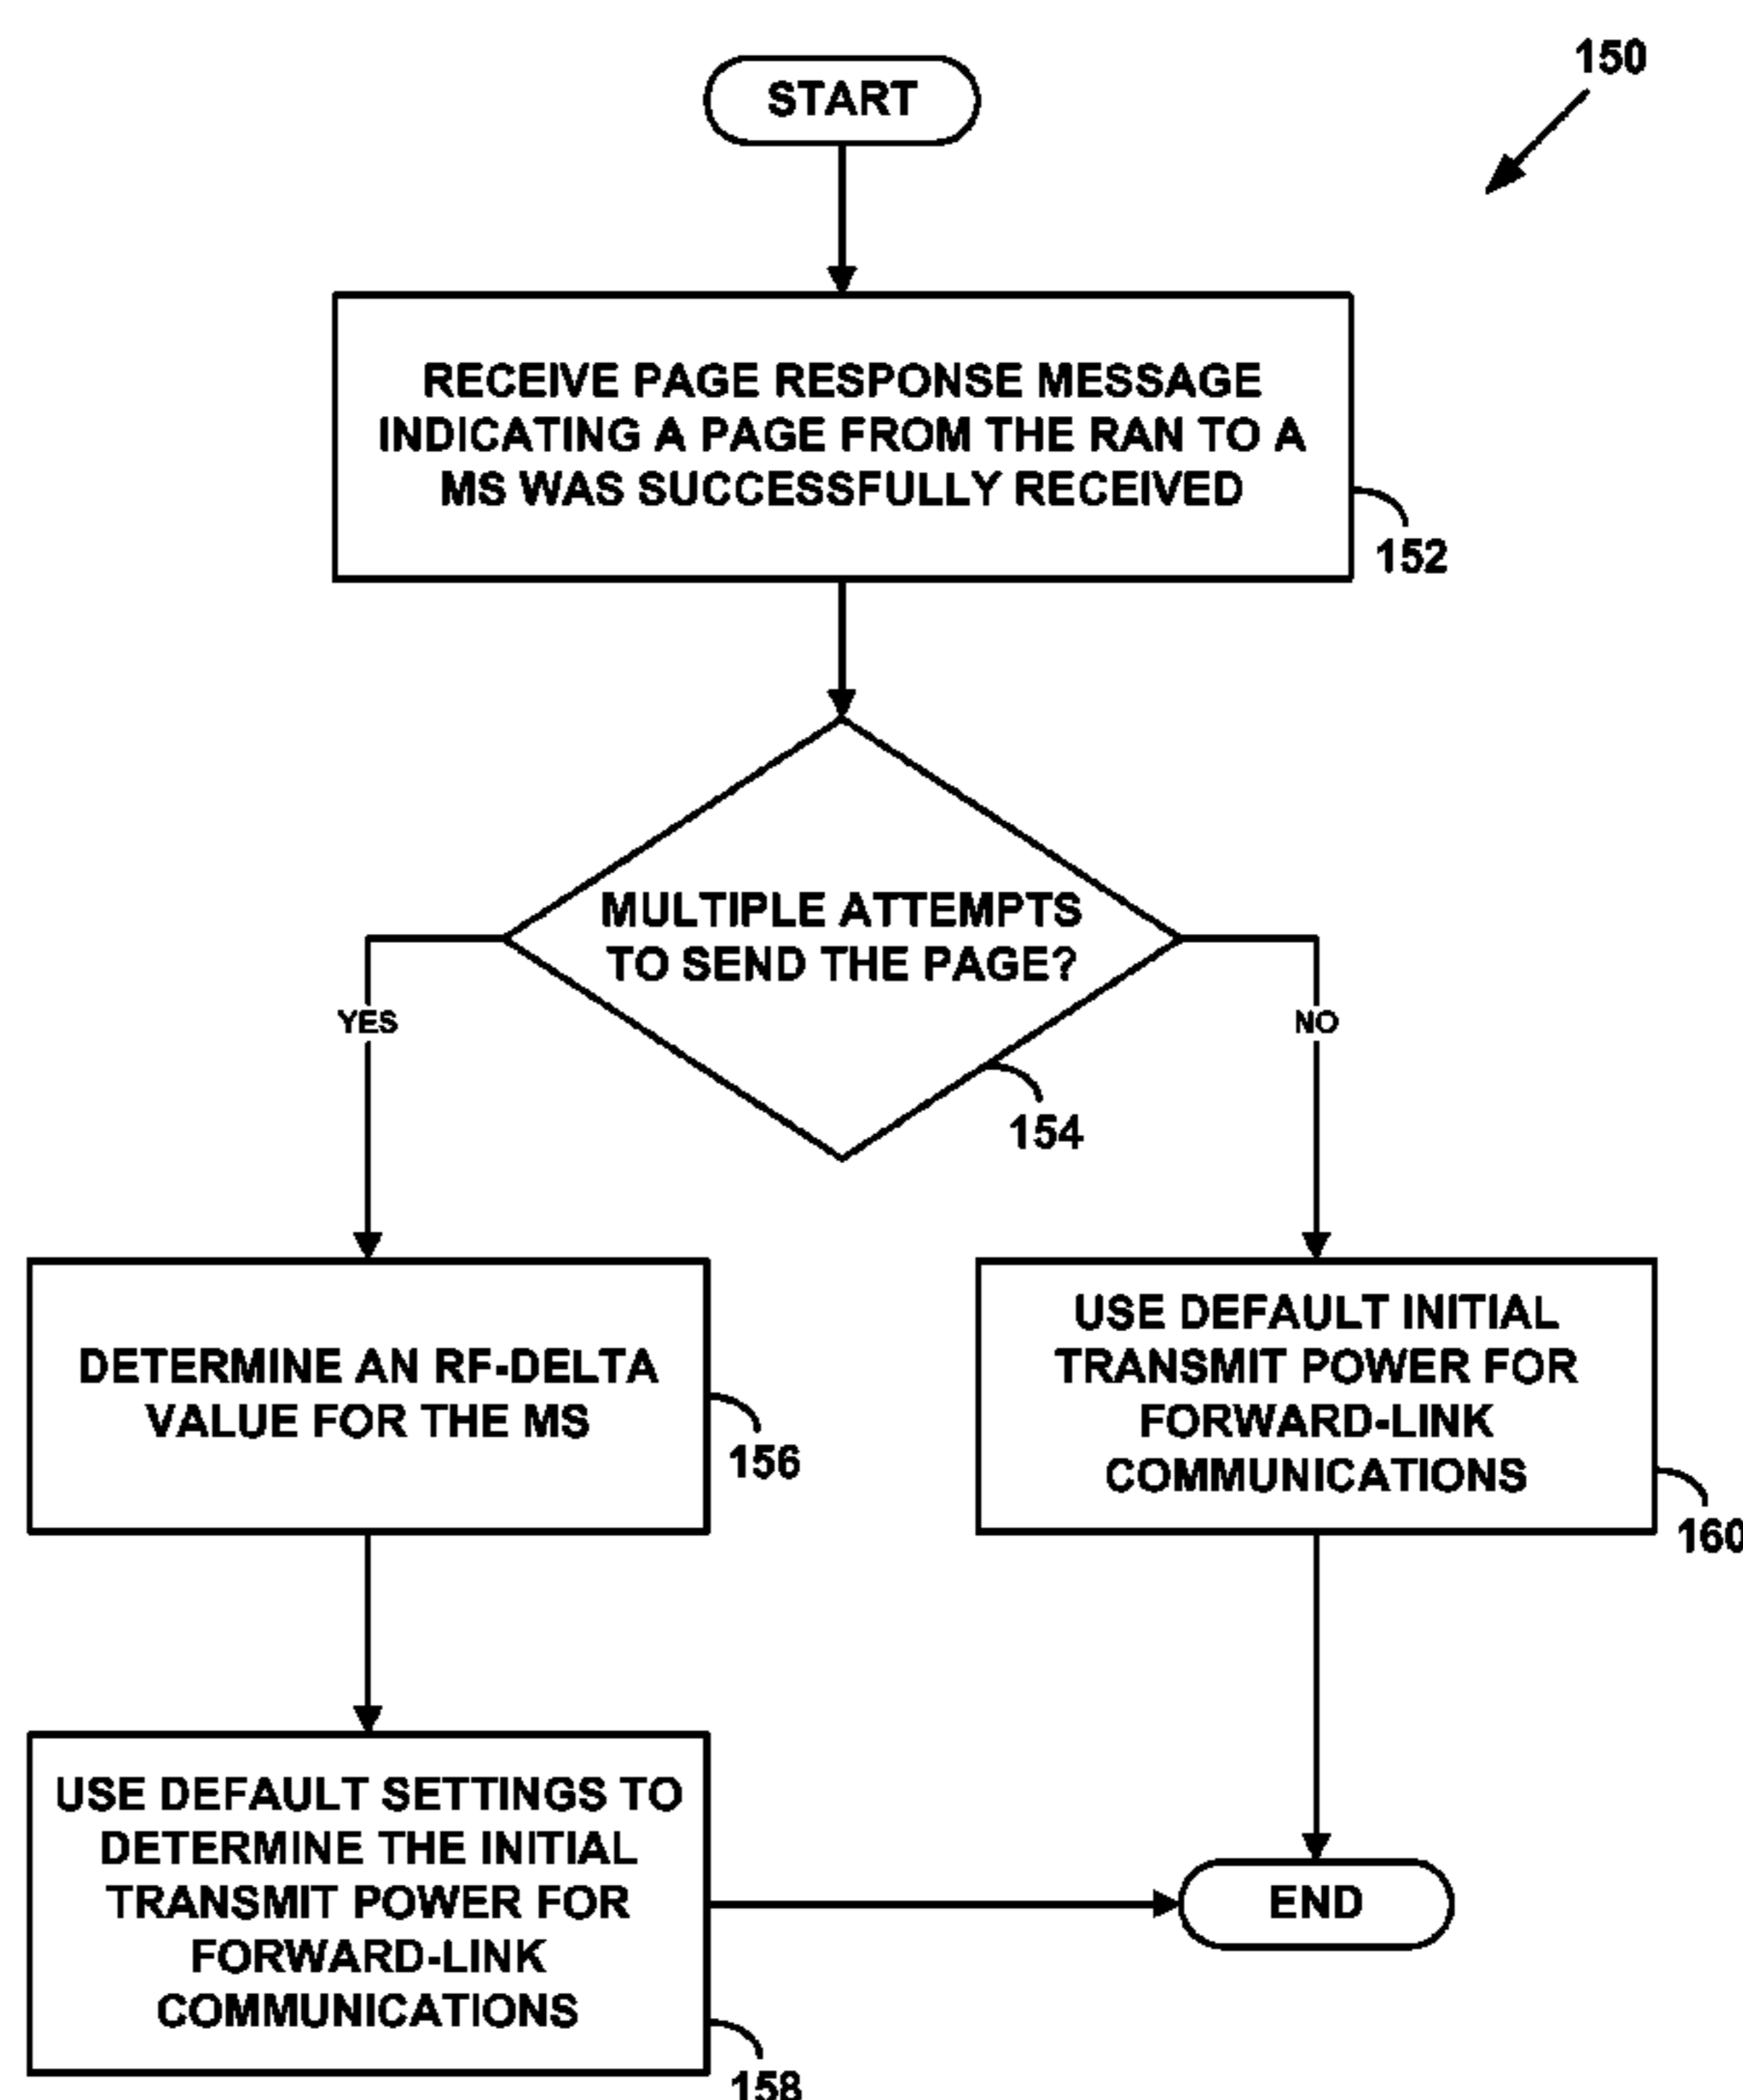 150
START
RECEIVE PAGE RESPONSE MESSAGE
INDICATING A PAGE FROM THE RAN TO A
MS WAS SUCCESSFULLY RECEIVED
152
MULTIPLE ATTEMPTS
TO SEND THE PAGE?
YES
NO
154
DETERMINE AN RF-DELTA
VALUE FOR THE MS
156
USE DEFAULT INITIAL
TRANSMIT POWER FOR
FORWARD-LINK
COMMUNICATIONS
160
USE DEFAULT SETTINGS TO
DETERMINE THE INITIAL
TRANSMIT POWER FOR
FORWARD-LINK
COMMUNICATIONS
158
END